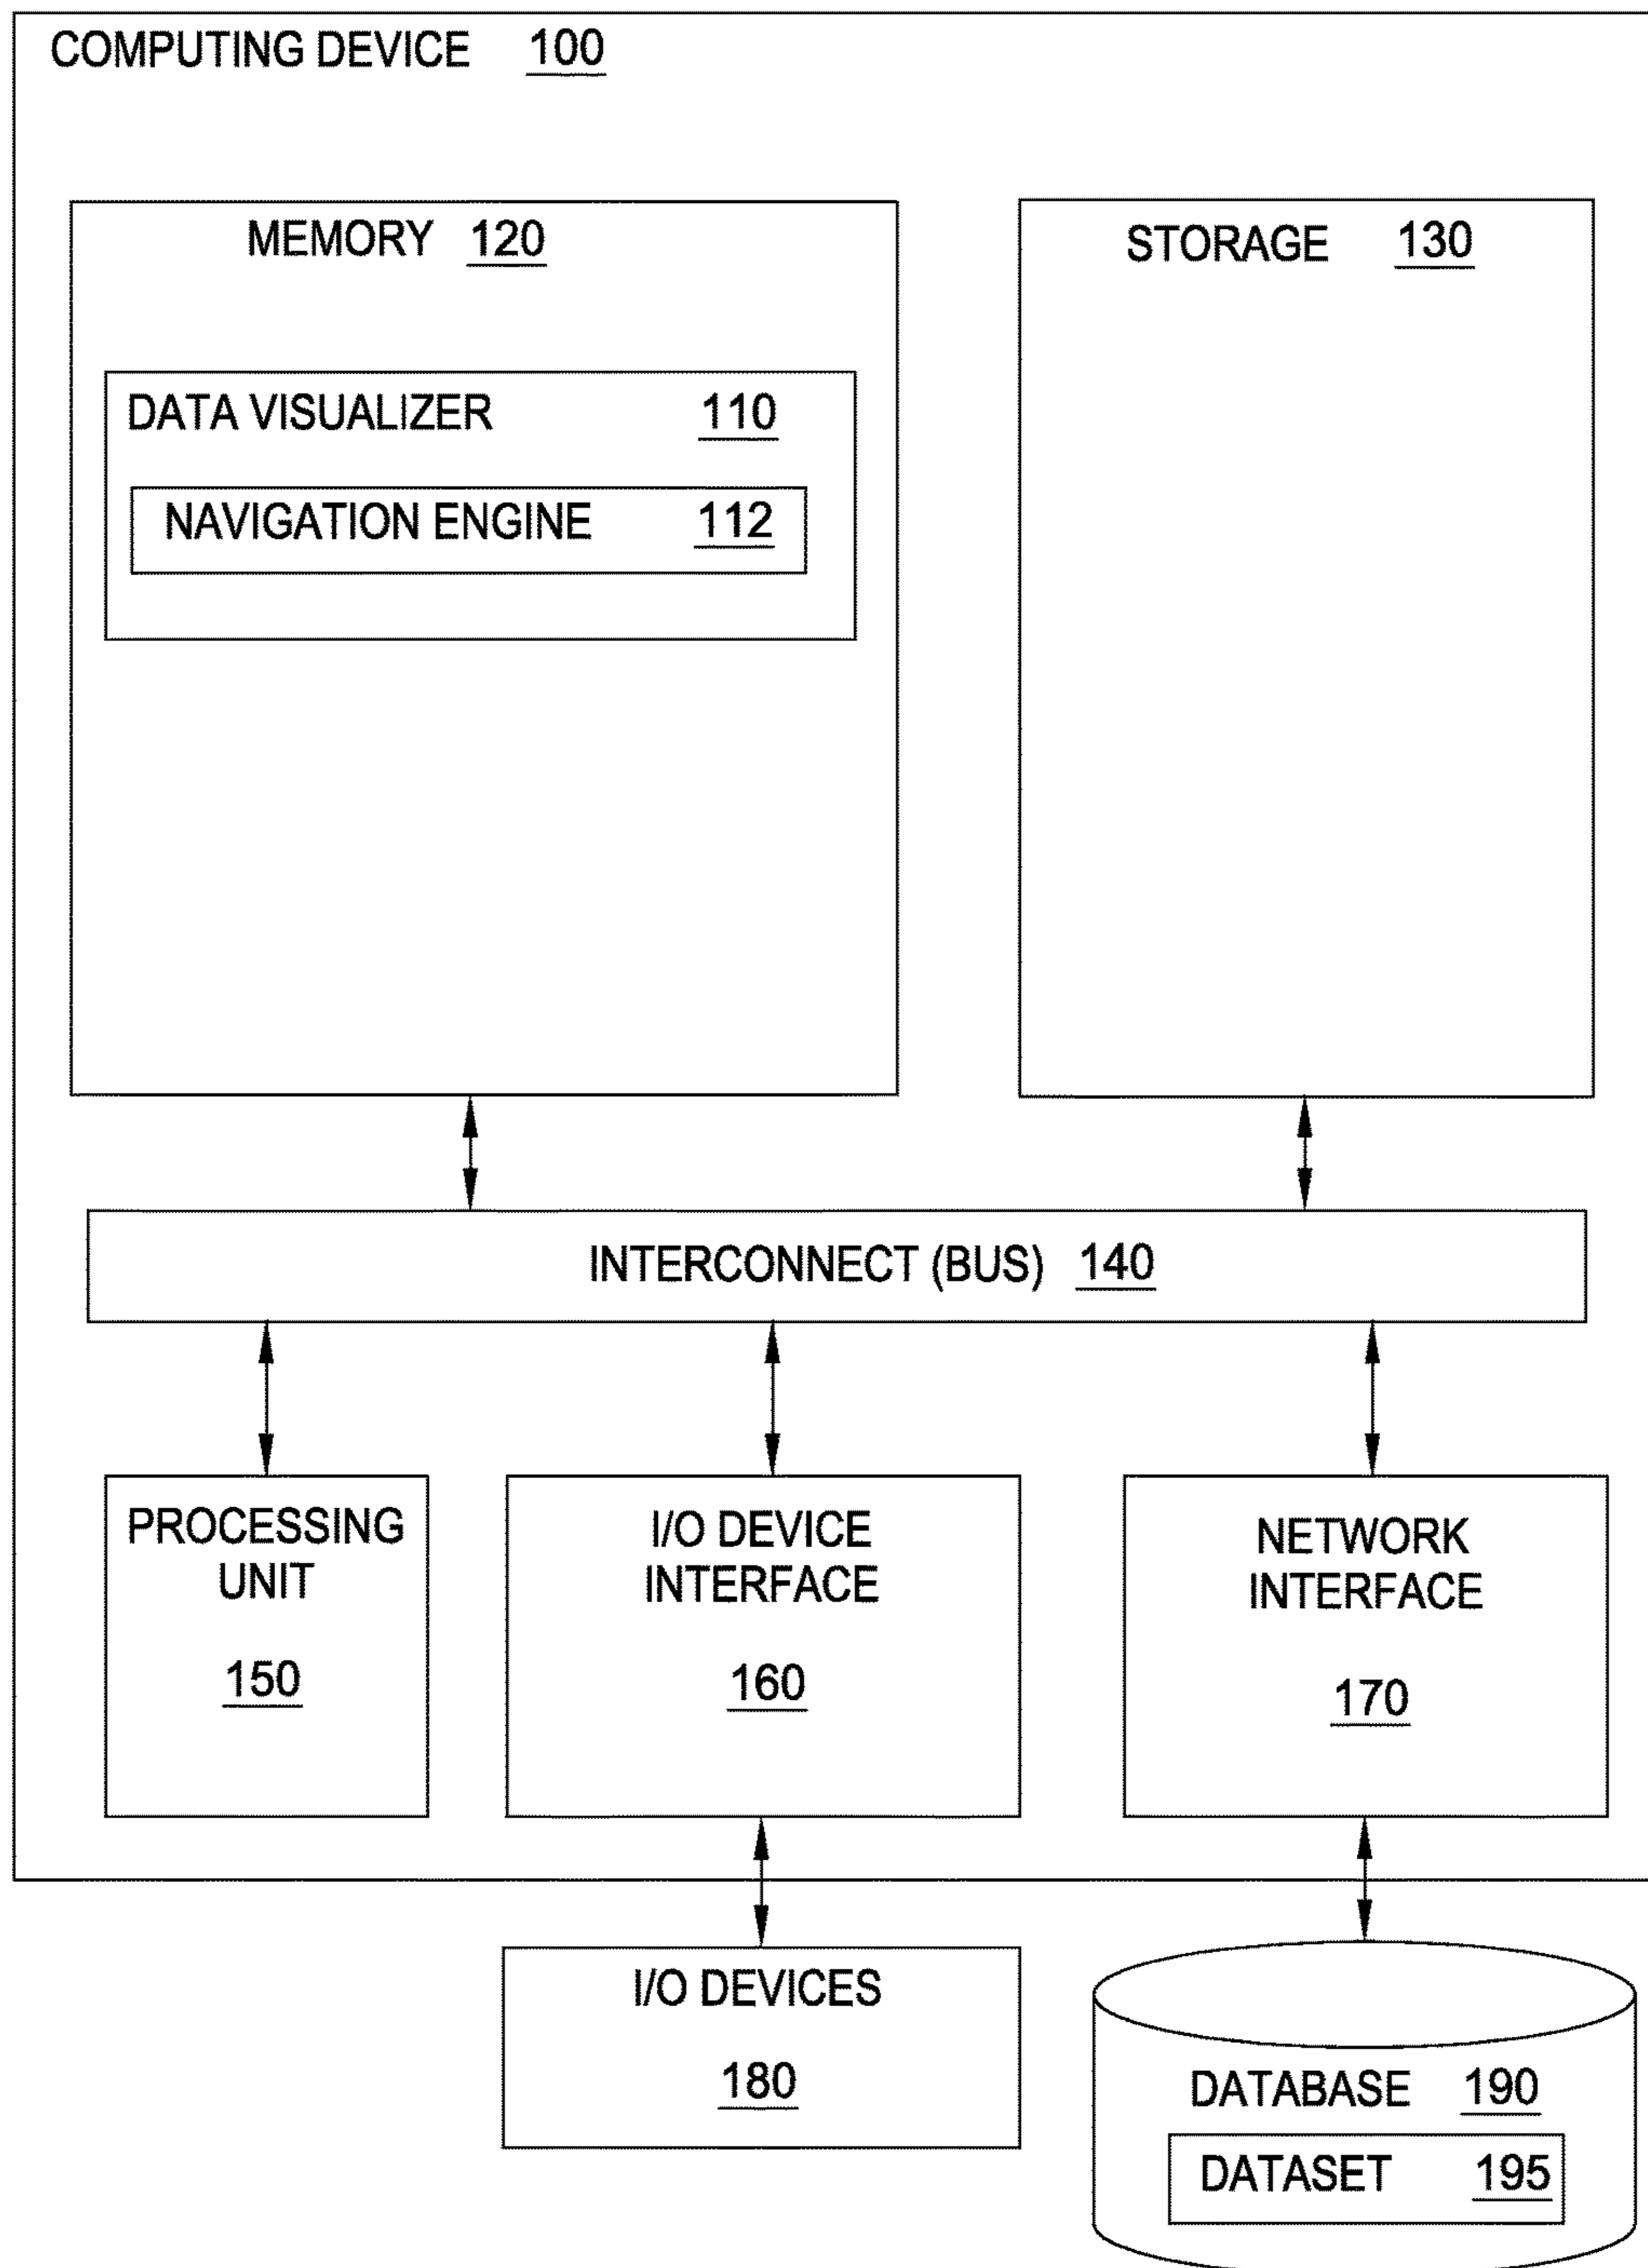 COMPUTING DEVICE 100
MEMORY 120
STORAGE 130
DATA VISUALIZER 110
NAVIGATION ENGINE 112
INTERCONNECT (BUS) 140
PROCESSING
UNIT
150
I/O DEVICE
INTERFACE
160
NETWORK
INTERFACE
170
I/O DEVICES
180
DATABASE 190
DATASET 195